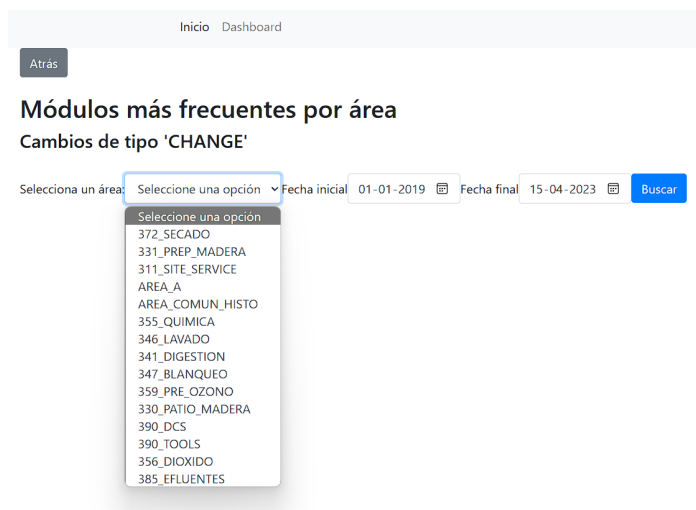 Inicio Dashboard
Atrás
Módulos más frecuentes por área
Cambios de tipo 'CHANGE'
Selecciona un área: Seleccione una opción Fecha inicial 01-01-2019 Fecha final 15-04-2023 Buscar
Seleccione una opción
372_SECADO
331_PREP_MADERA
311_SITE_SERVICE
AREA_A
AREA_COMUN_HISTO
355_QUIMICA
346_LAVADO
341_DIGESTION
347_BLANQUEO
359_PRE_OZONO
330_PATIO_MADERA
390_DCS
390_TOOLS
356_DIOXIDO
385_EFLUENTES